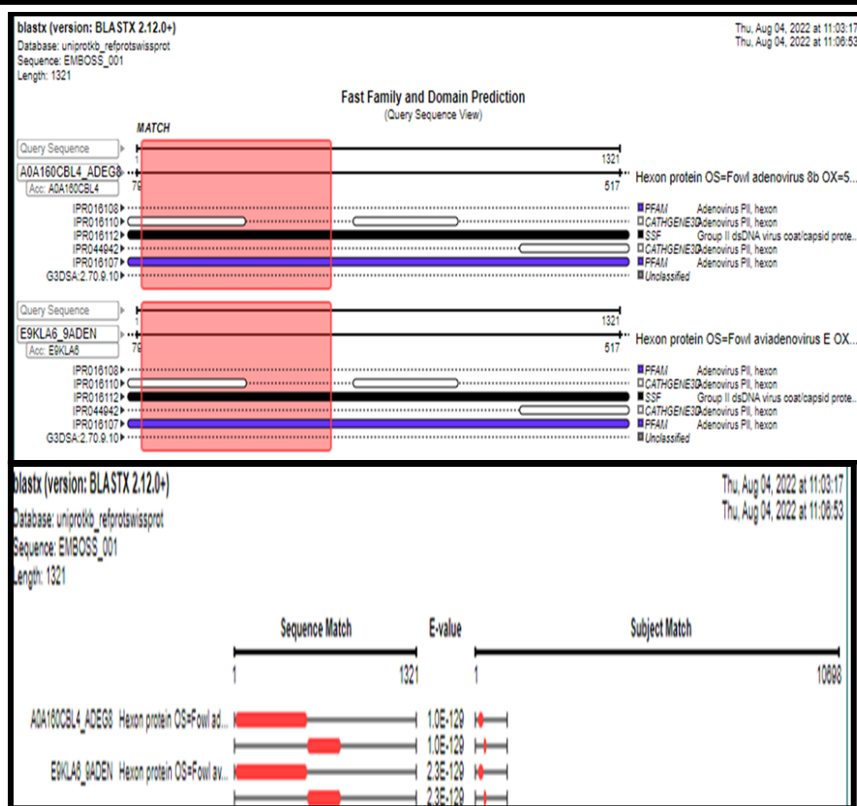 blastx (version: BLASTX 2.12.0+)
Thu, Aug 04, 2022 at 11:03:17
Database: uniprotkb_refprotswissprot
Thu, Aug 04, 2022 at 11:06:53
Sequence: EMBOSS_001
Length: 1321
Fast Family and Domain Prediction
(Query Sequence View)
MATCH
Query Sequence
1321
A0A160CBL4_ADEG8
79
517
Hexon protein OS=Fowl adenovirus 8b OX=5...
Acc: A0A160CBL4
IPR016108
PFAM Adenovirus PII, hexon
IPR016110
CATHGENE3D Adenovirus PII, hexon
IPR016112
SSF Group II dsDNA virus coat/capsid prote..
IPR044942
CATHGENE3D Adenovirus PII, hexon
IPR016107
PFAM Adenovirus PII, hexon
G3DSA:2.70.9.10
Unclassified
Query Sequence
1321
E9KLA6_9ADEN
79
517
Hexon protein OS=Fowl aviadenovirus E OX...
Acc: E9KLA6
IPR016108
PFAM Adenovirus PII, hexon
IPR016110
CATHGENE3D Adenovirus PII, hexon
IPR016112
SSF Group II dsDNA virus coat/capsid prote..
IPR044942
CATHGENE3D Adenovirus PII, hexon
IPR016107
PFAM Adenovirus PII, hexon
G3DSA:2.70.9.10
Unclassified
blastx (version: BLASTX 2.12.0+)
Thu, Aug 04, 2022 at 11:03:17
Database: uniprotkb_refprotswissprot
Thu, Aug 04, 2022 at 11:06:53
Sequence: EMBOSS_001
Length: 1321
Sequence Match E-value Subject Match
1 1321 1 10698
A0A160CBL4_ADEG8 Hexon protein OS=Fowl ad... 1.0E-129
1.0E-129
E9KLA6_9ADEN Hexon protein OS=Fowl av... 2.3E-129
2.3E-129